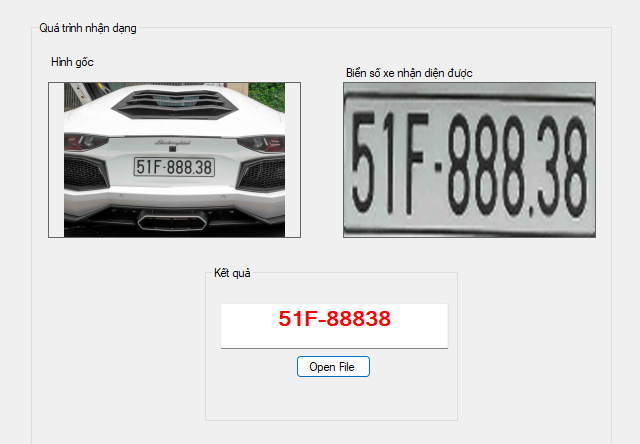 Quá trình nhận dạng
Hình gốc
Biển số xe nhận diện được
Lamborghini
51F-888.38
51F-888.38
Kết quả
51F-88838
Open File